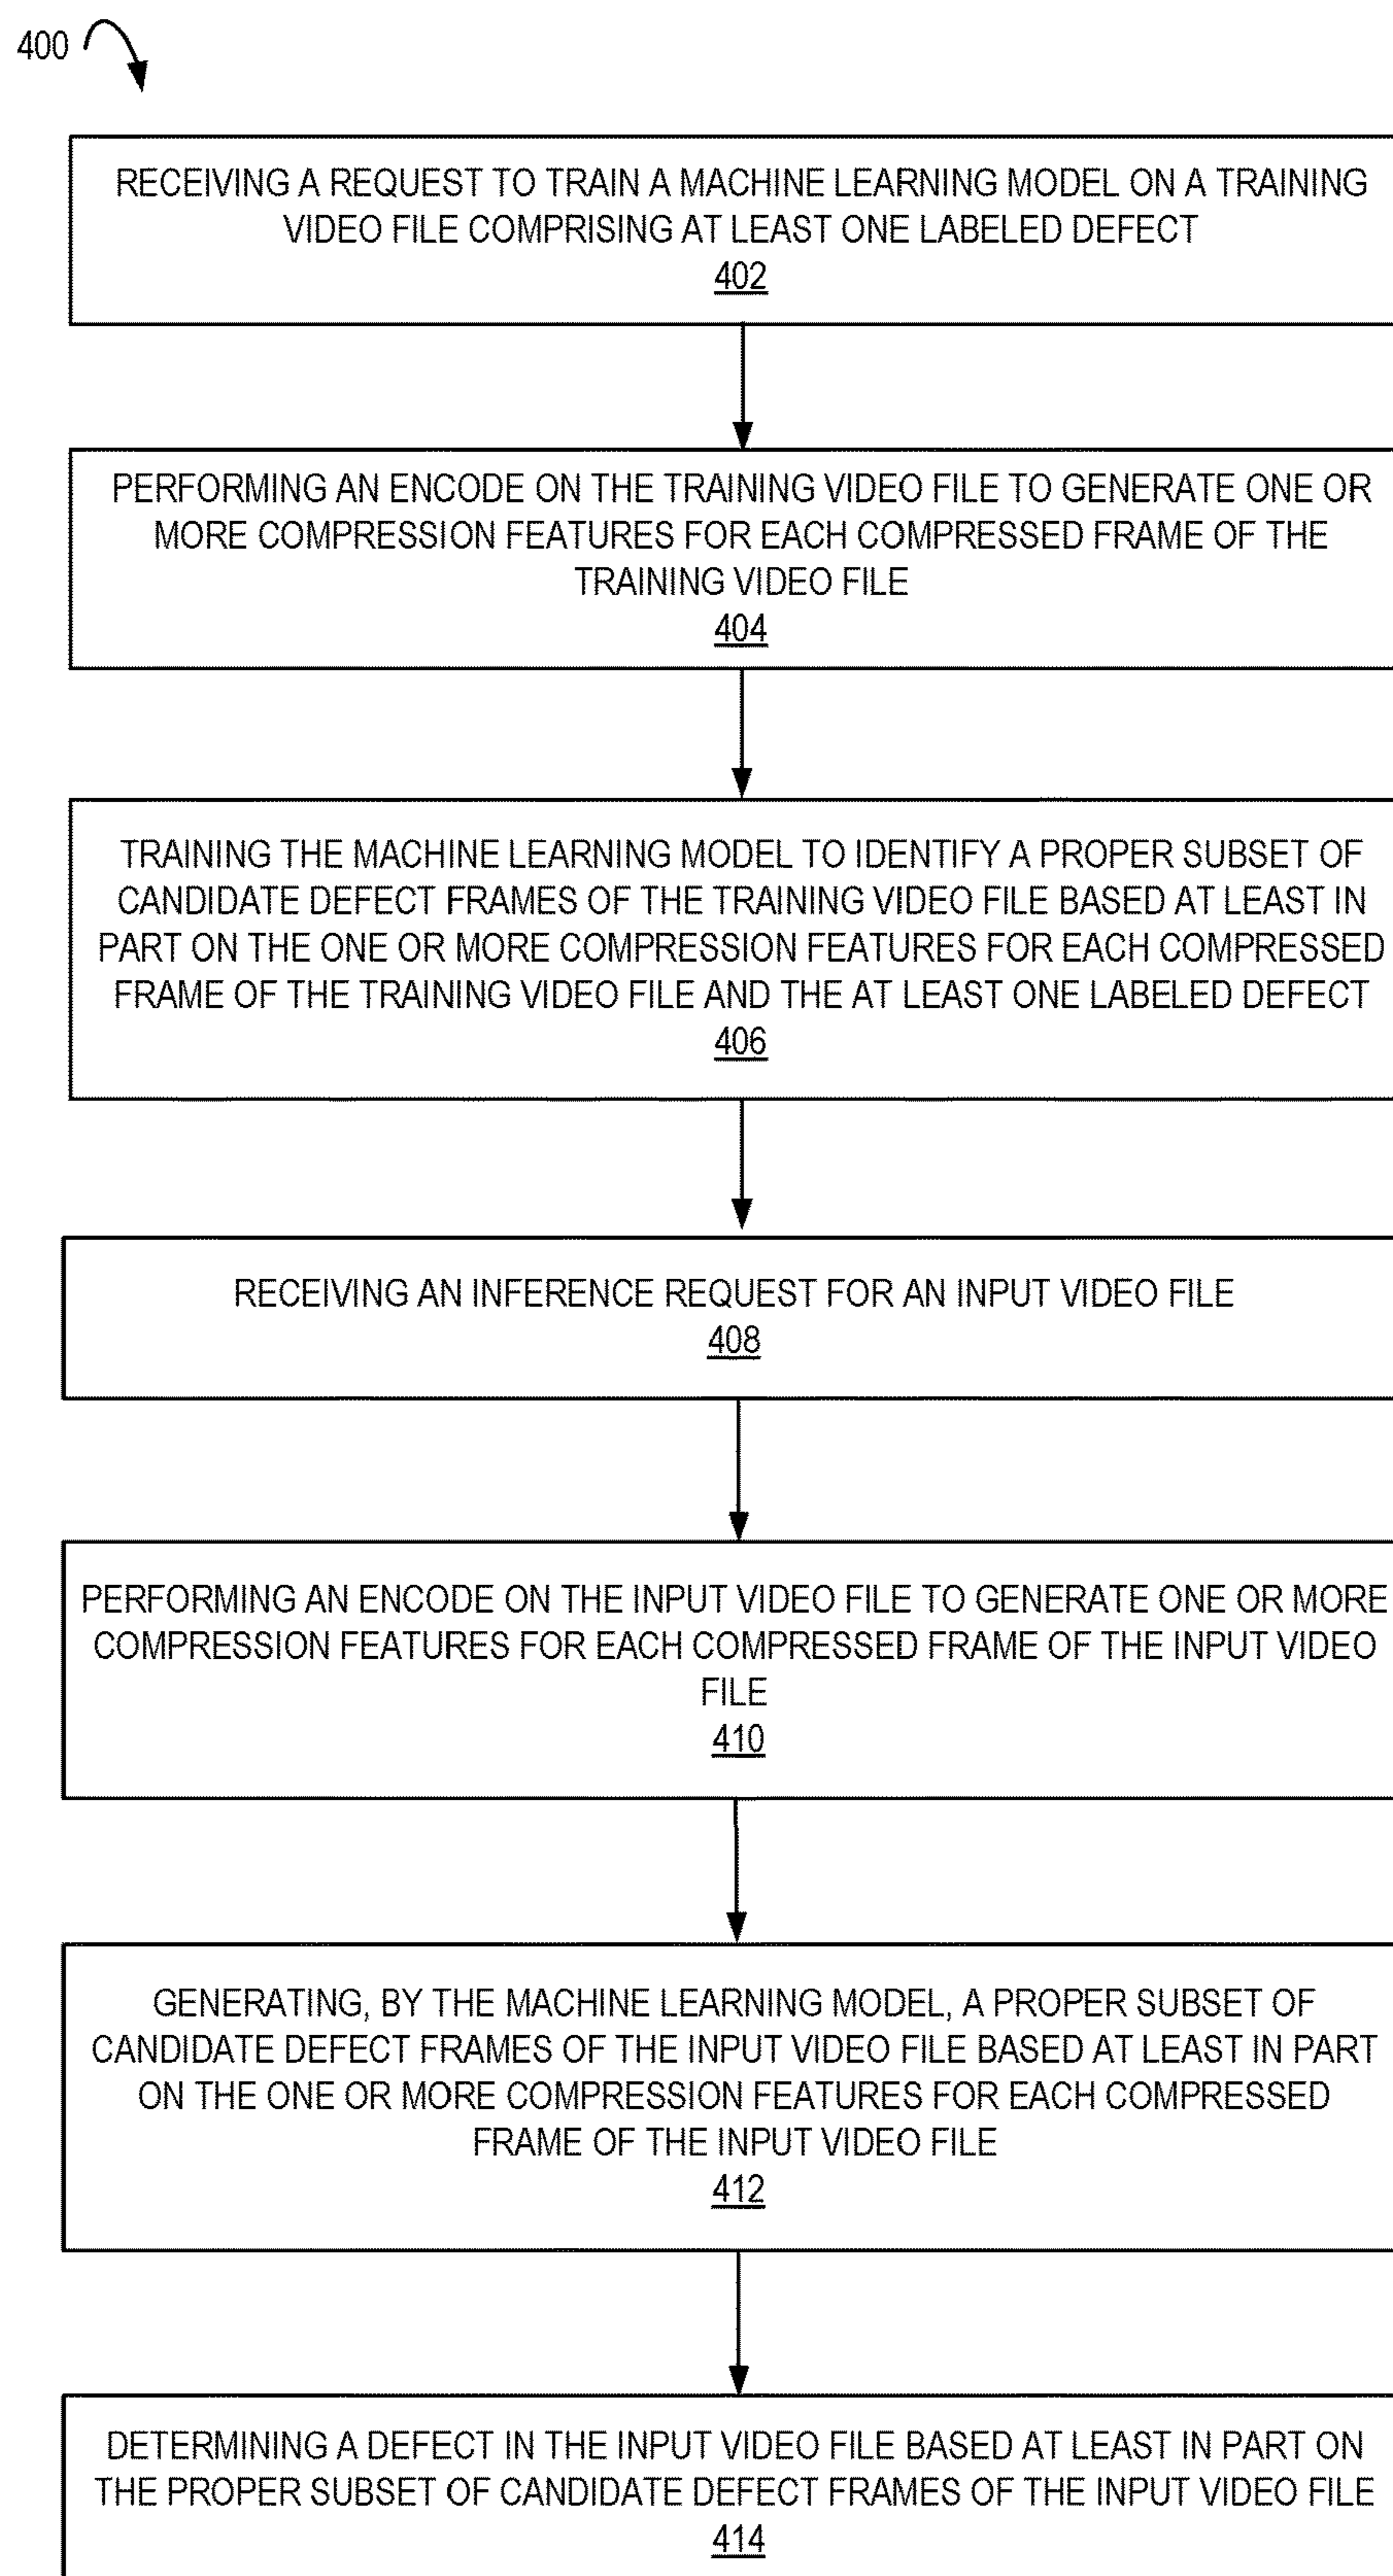 400
RECEIVING A REQUEST TO TRAIN A MACHINE LEARNING MODEL ON A TRAINING
VIDEO FILE COMPRISING AT LEAST ONE LABELED DEFECT
402
PERFORMING AN ENCODE ON THE TRAINING VIDEO FILE TO GENERATE ONE OR
MORE COMPRESSION FEATURES FOR EACH COMPRESSED FRAME OF THE
TRAINING VIDEO FILE
404
TRAINING THE MACHINE LEARNING MODEL TO IDENTIFY A PROPER SUBSET OF
CANDIDATE DEFECT FRAMES OF THE TRAINING VIDEO FILE BASED AT LEAST IN
PART ON THE ONE OR MORE COMPRESSION FEATURES FOR EACH COMPRESSED
FRAME OF THE TRAINING VIDEO FILE AND THE AT LEAST ONE LABELED DEFECT
406
RECEIVING AN INFERENCE REQUEST FOR AN INPUT VIDEO FILE
408
PERFORMING AN ENCODE ON THE INPUT VIDEO FILE TO GENERATE ONE OR MORE
COMPRESSION FEATURES FOR EACH COMPRESSED FRAME OF THE INPUT VIDEO
FILE
410
GENERATING, BY THE MACHINE LEARNING MODEL, A PROPER SUBSET OF
CANDIDATE DEFECT FRAMES OF THE INPUT VIDEO FILE BASED AT LEAST IN PART
ON THE ONE OR MORE COMPRESSION FEATURES FOR EACH COMPRESSED
FRAME OF THE INPUT VIDEO FILE
412
DETERMINING A DEFECT IN THE INPUT VIDEO FILE BASED AT LEAST IN PART ON
THE PROPER SUBSET OF CANDIDATE DEFECT FRAMES OF THE INPUT VIDEO FILE
414